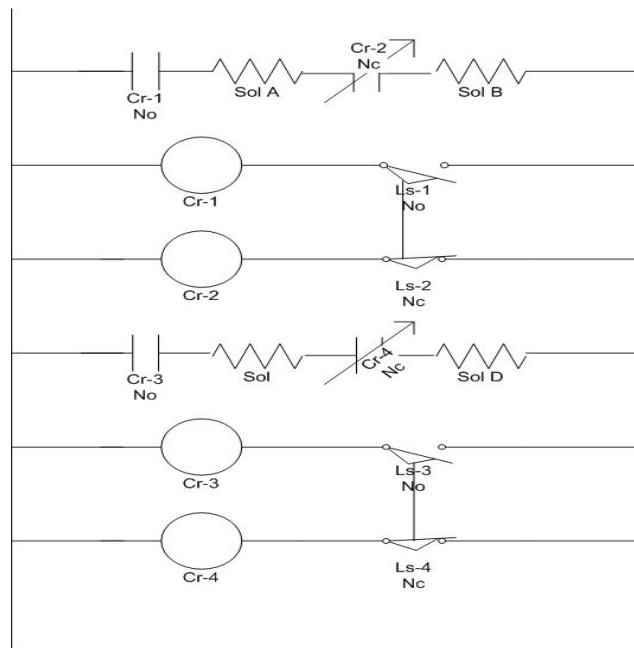 Cr-2
Nc
Cr-1
No
Sol A
Sol B
Cr-1
Ls-1
No
Cr-2
Ls-2
Nc
Cr-3
No
Sol
Cr-4
Nc
Sol D
Cr-3
Ls-3
No
Cr-4
Ls-4
Nc